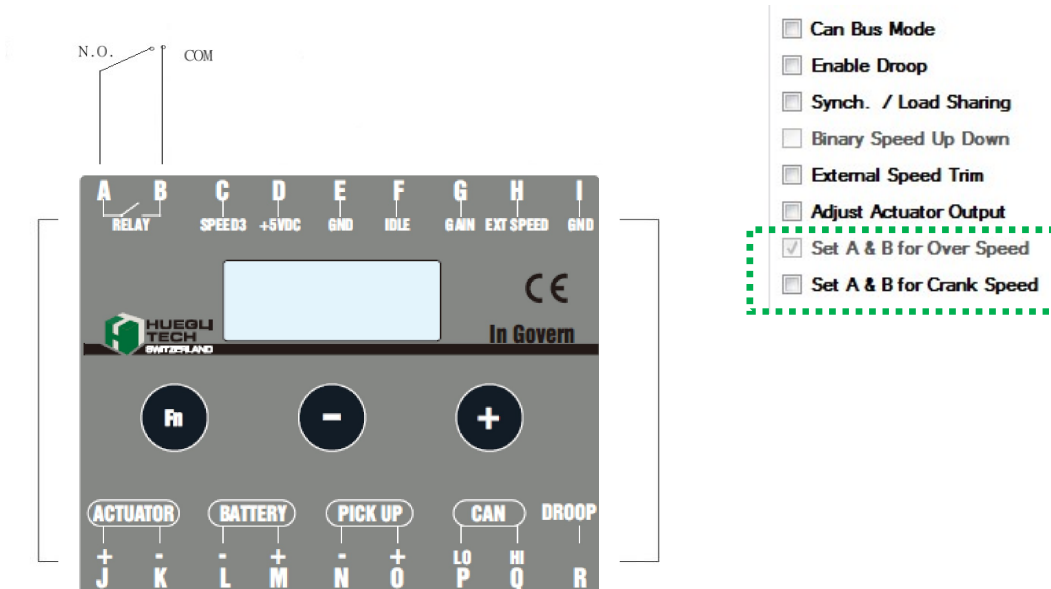 N.O. COM
A B C D E F G H I
RELAY SPEED3 +5VDC GND IDLE GAIN EXT SPEED GND
HUEGLI
TECH
SWITZERLAND
CE
In Govern
Fn - +
ACTUATOR BATTERY PICK UP CAN DROOP
+ - - + - + LO HI
J K L M N O P Q R
Can Bus Mode
Enable Droop
Synch. / Load Sharing
Binary Speed Up Down
External Speed Trim
Adjust Actuator Output
Set A & B for Over Speed
Set A & B for Crank Speed